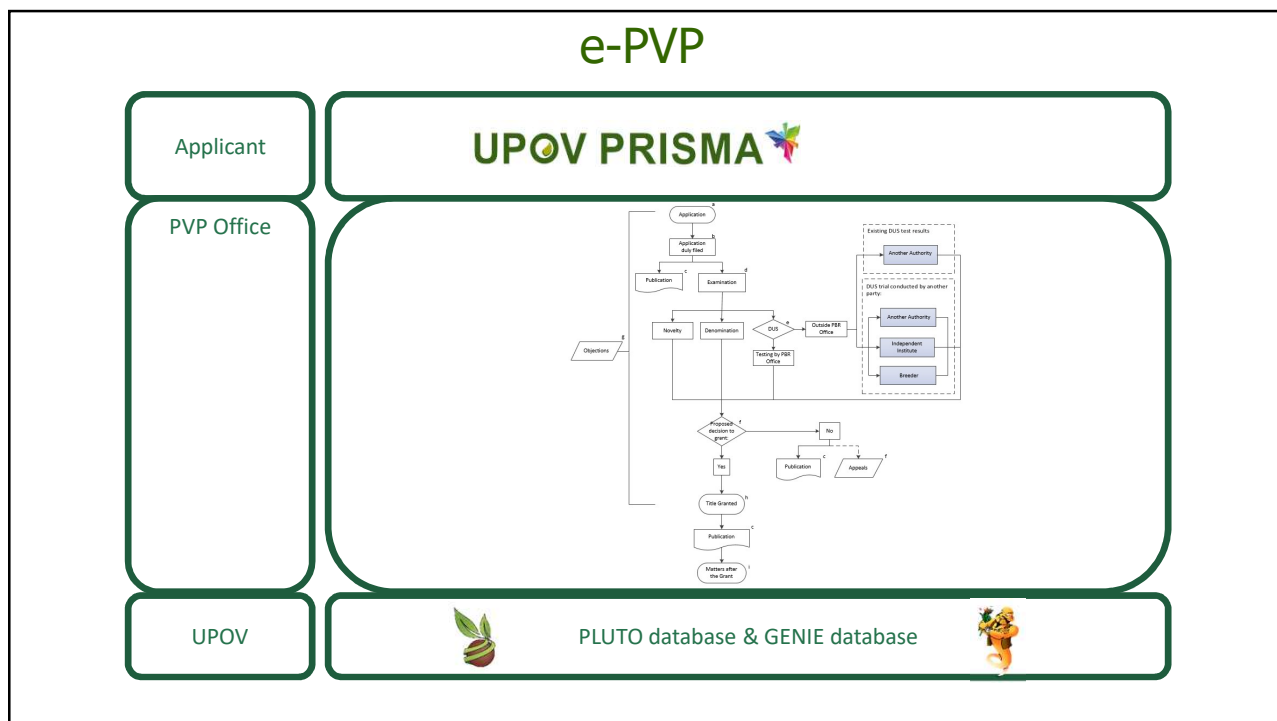 e-PVP
Applicant
UPOV PRISMA
PVP Office
a
Application
b
Application
duly filed
c
Publication
d
Examination
Novelty
Denomination
e
DUS
Outside PBR
Office
Testing by PBR
Office
Existing DUS test results
Another Authority
DUS trial conducted by another
party:
Another Authority
Independent
Institute
Breeder
g
Objections
f
Proposed
decision to
grant:
No
c
Publication
f
Appeals
Yes
h
Title Granted
c
Publication
i
Matters after
the Grant
UPOV
PLUTO database & GENIE database